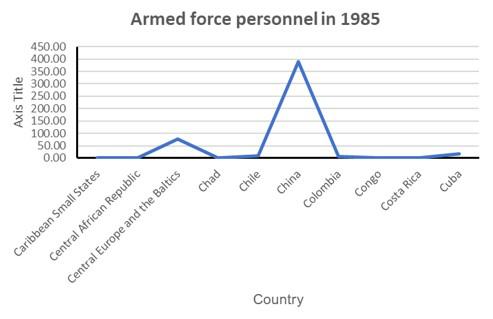 Armed force personnel in 1985
450.00
400.00
350.00
300.00
250.00
200.00
150.00
100.00
50.00
0.00
Axis Title
Caribbean Small States
Central African Republic
Central Europe and the Baltics
Chad
Chile
China
Colombia
Congo
Costa Rica
Cuba
Country